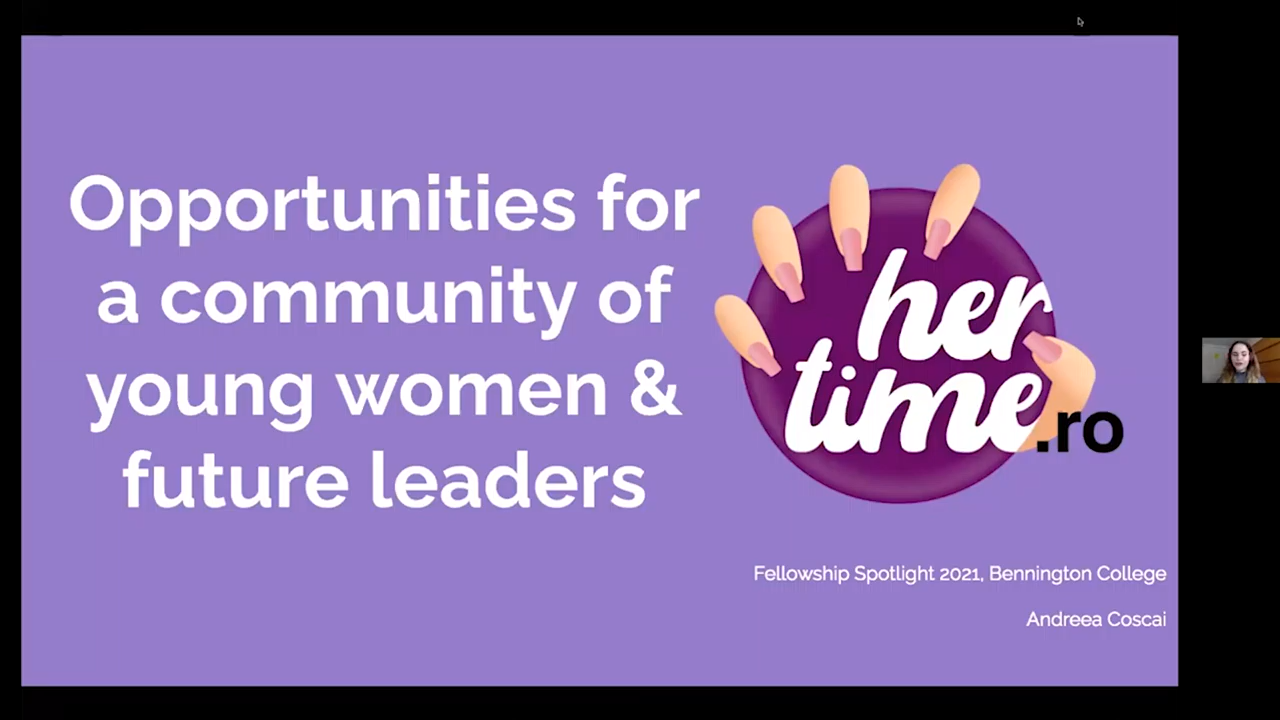 Opportunities for
a community of
young women &
future leaders
her
time.ro
Fellowship Spotlight 2021, Bennington College
Andreea Coscai